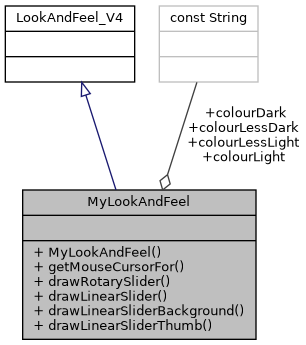 LookAndFeel_V4
const String
+colourDark
+colourLessDark
+colourLessLight
+colourLight
MyLookAndFeel
+ MyLookAndFeel()
+ getMouseCursorFor()
+ drawRotarySlider()
+ drawLinearSlider()
+ drawLinearSliderBackground()
+ drawLinearSliderThumb()